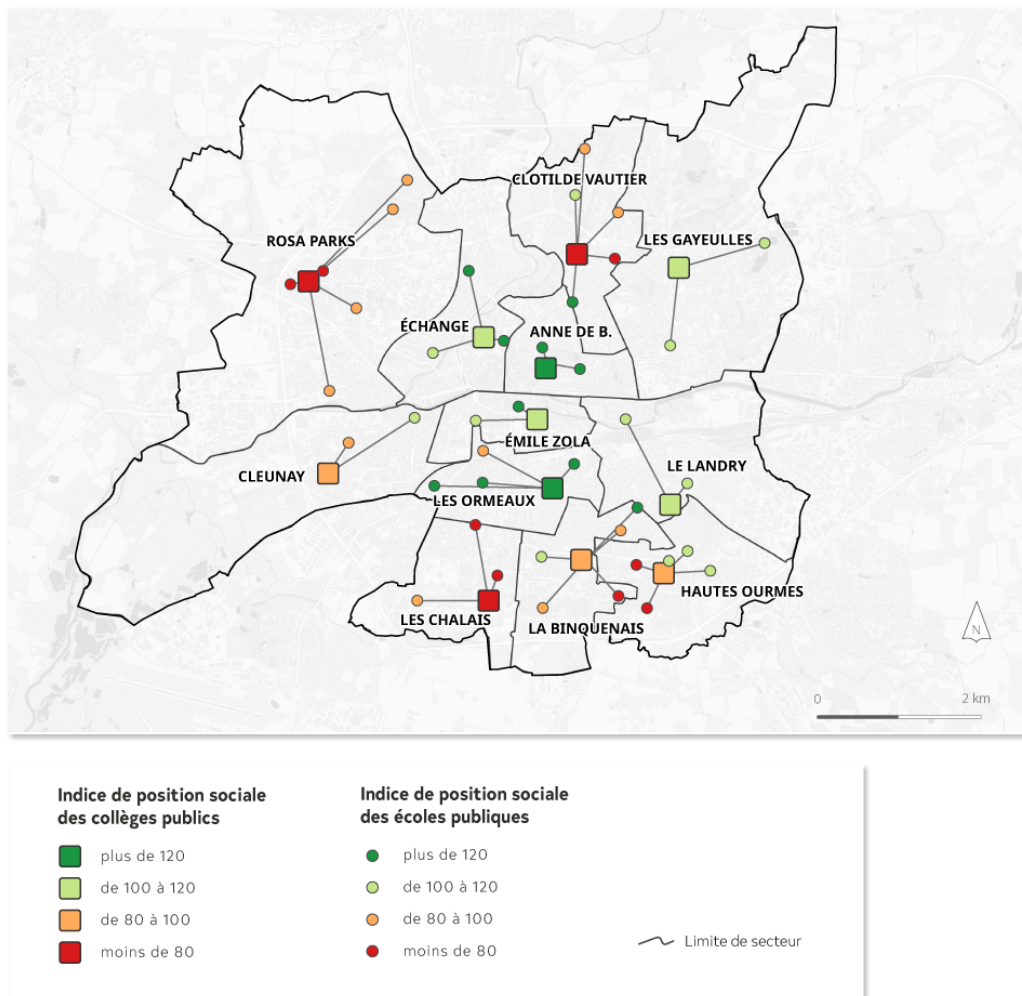 CLOTILDE VAUTIER
ROSA PARKS
LES GAYEULLES
ÉCHANGE
ANNE DE B.
ÉMILE ZOLA
CLEUNAY
LE LANDRY
LES ORMEAUX
HAUTES OURMES
LES CHALAIS
LA BINQUENAIS
N
0
2 km
Indice de position sociale
des collèges publics
plus de 120
de 100 à 120
de 80 à 100
moins de 80
Indice de position sociale
des écoles publiques
plus de 120
de 100 à 120
de 80 à 100
moins de 80
Limite de secteur